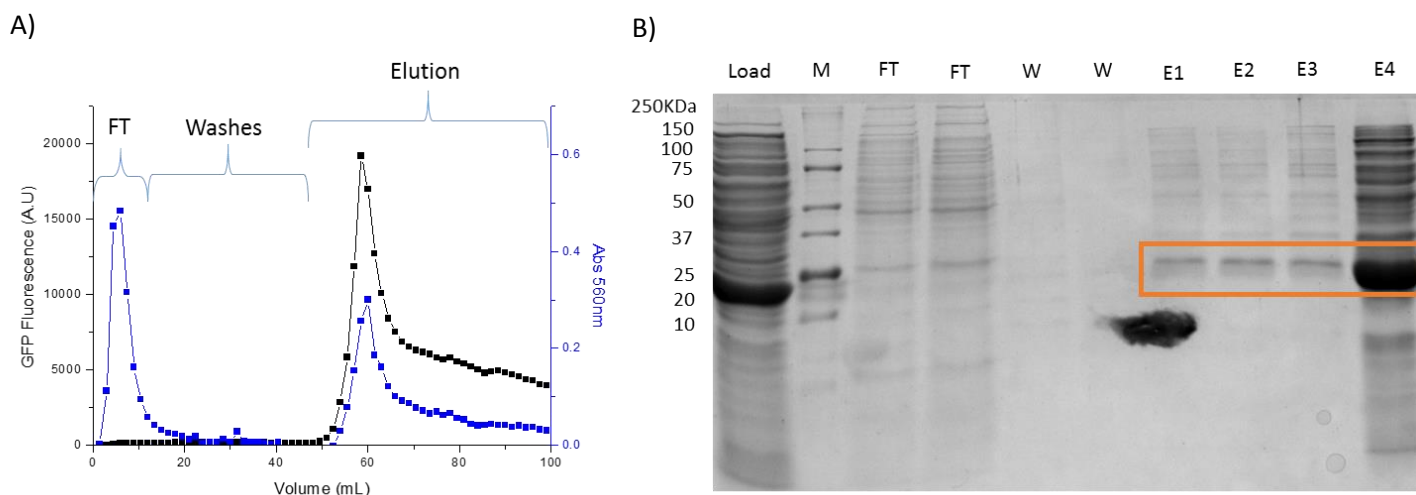 A)
Elution
FT
Washes
20000
15000
10000
5000
0
GFP Fluorescence (A.U)
0.6
0.4
0.2
0.0
Abs 560nm
0 20 40 60 80 100
Volume (mL)
B)
Load M FT FT W W E1 E2 E3 E4
250KDa
150
100
75
50
37
25
20
10